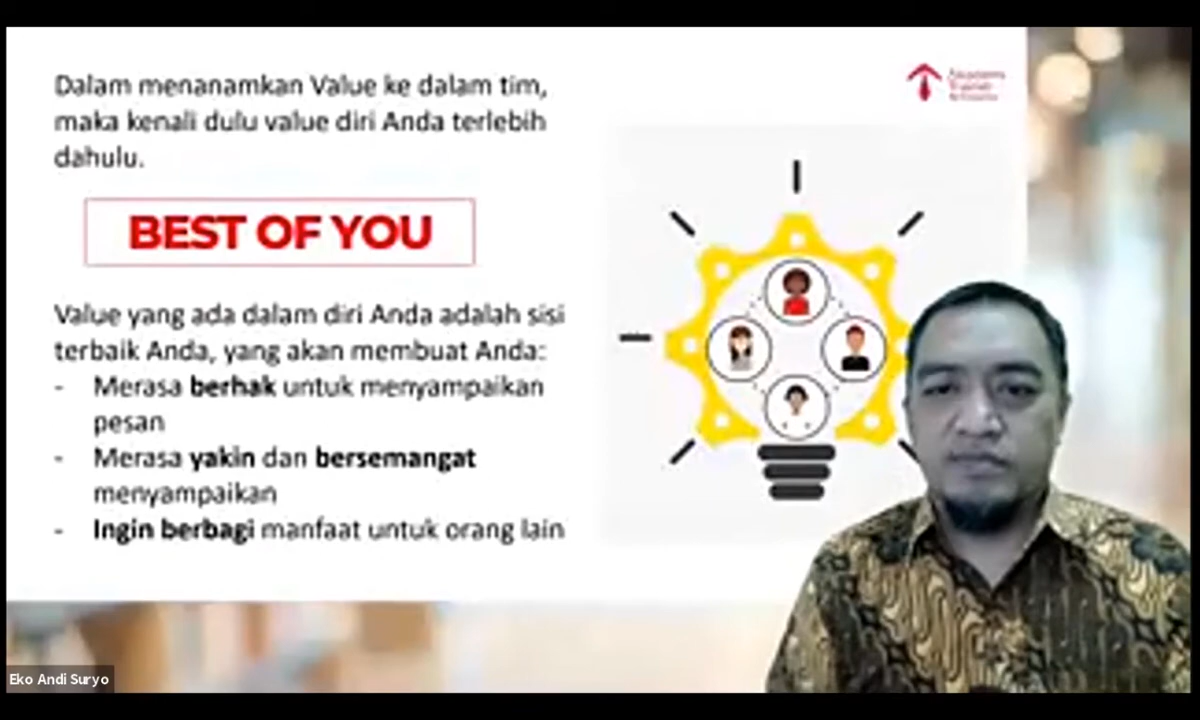 Dalam menanamkan Value ke dalam tim,
maka kenali dulu value diri Anda terlebih
dahulu.
BEST OF YOU
Value yang ada dalam diri Anda adalah sisi
terbaik Anda, yang akan membuat Anda:
- Merasa berhak untuk menyampaikan
pesan
- Merasa yakin dan bersemangat
menyampaikan
- Ingin berbagi manfaat untuk orang lain
Eko Andi Suryo